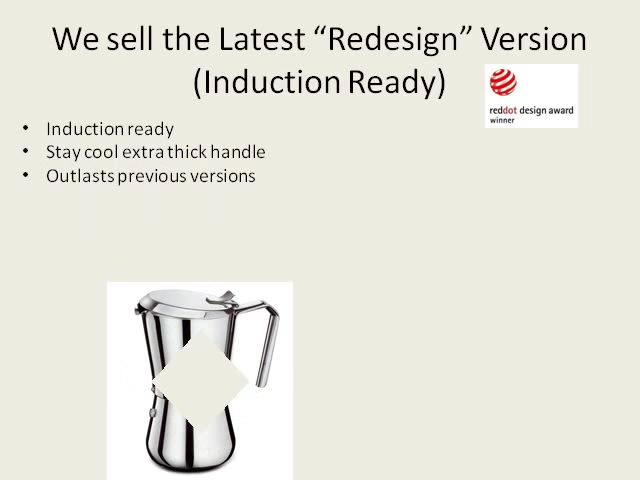 We sell the Latest “Redesign” Version
(Induction Ready)
reddot design award
winner
• Induction ready
• Stay cool extra thick handle
• Outlasts previous versions